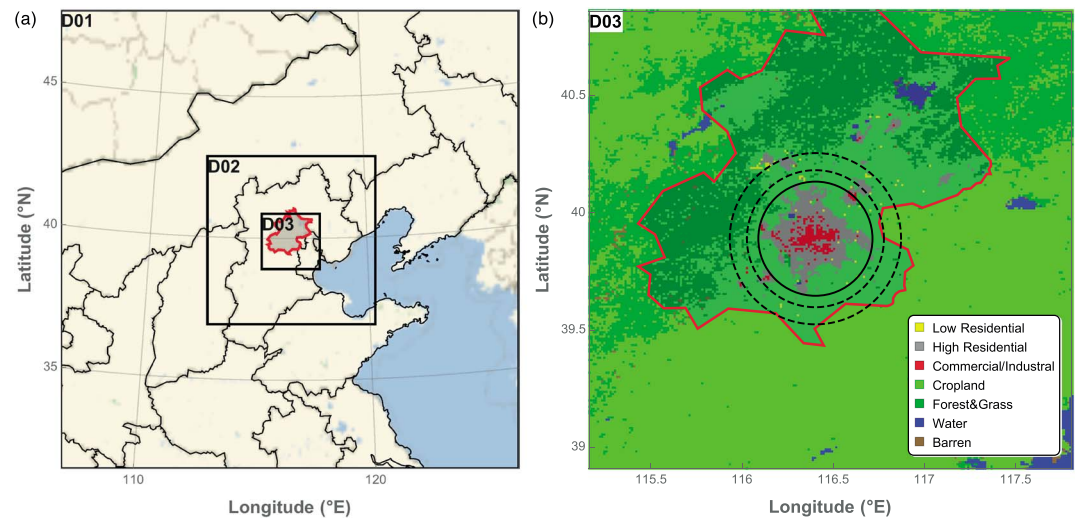 (a)
D01
D02
D03
45
40
35
110
120
Latitude (°N)
Longitude (°E)
(b)
D03
40.5
40
39.5
39
115.5
116
116.5
117
117.5
Latitude (°N)
Longitude (°E)
Low Residential
High Residential
Commercial/Industral
Cropland
Forest&Grass
Water
Barren